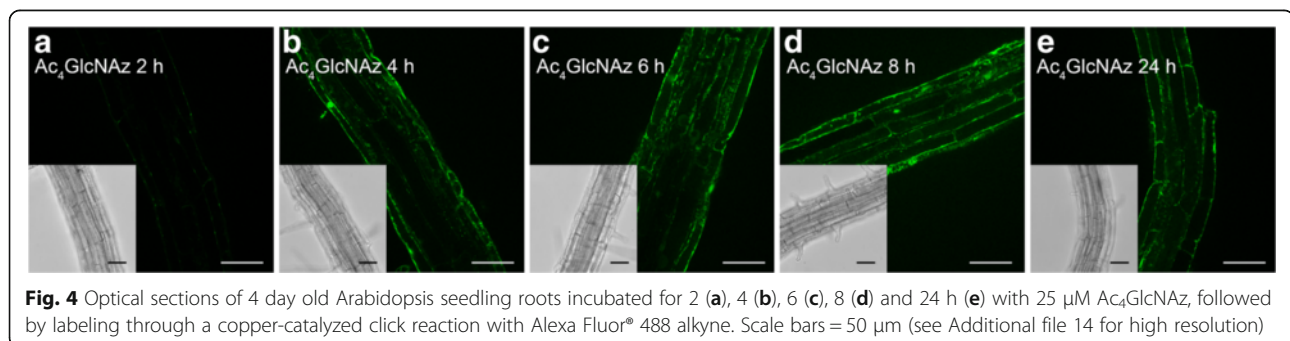 a
Ac₄GlcNAz 2 h
b
Ac₄GlcNAz 4 h
c
Ac₄GlcNAz 6 h
d
Ac₄GlcNAz 8 h
e
Ac₄GlcNAz 24 h
Fig. 4 Optical sections of 4 day old Arabidopsis seedling roots incubated for 2 (a), 4 (b), 6 (c), 8 (d) and 24 h (e) with 25 μM Ac₄GlcNAz, followed
by labeling through a copper-catalyzed click reaction with Alexa Fluor® 488 alkyne. Scale bars = 50 μm (see Additional file 14 for high resolution)